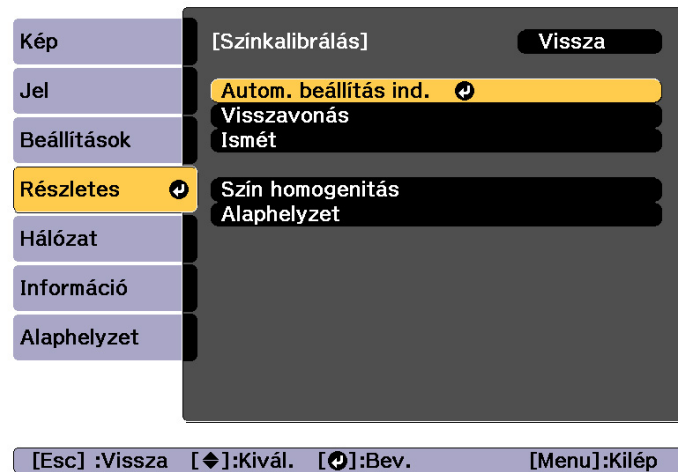 Kép
Jel
Beállítások
Részletes
Hálózat
Információ
Alaphelyzet
[Színkalibrálás] Vissza
Autom. beállítás ind.
Visszavonás
Ismét
Szín homogenitás
Alaphelyzet
[Esc] :Vissza [◆]:Kivál. [↵]:Bev. [Menu]:Kilép